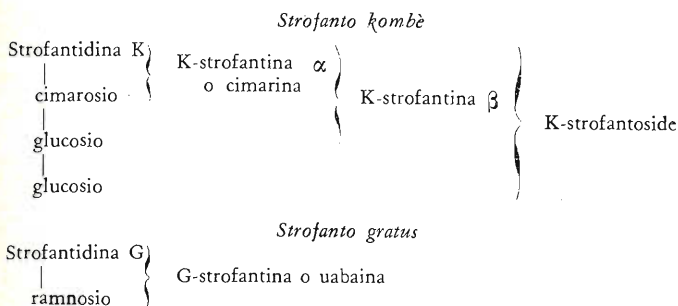 Strofanto kombè
Strofantidina K
K-strofantina α
o cimarina
cimarosio
K-strofantina β
K-strofantoside
glucosio
glucosio
Strofanto gratus
Strofantidina G
G-strofantina o uabaina
ramnosio